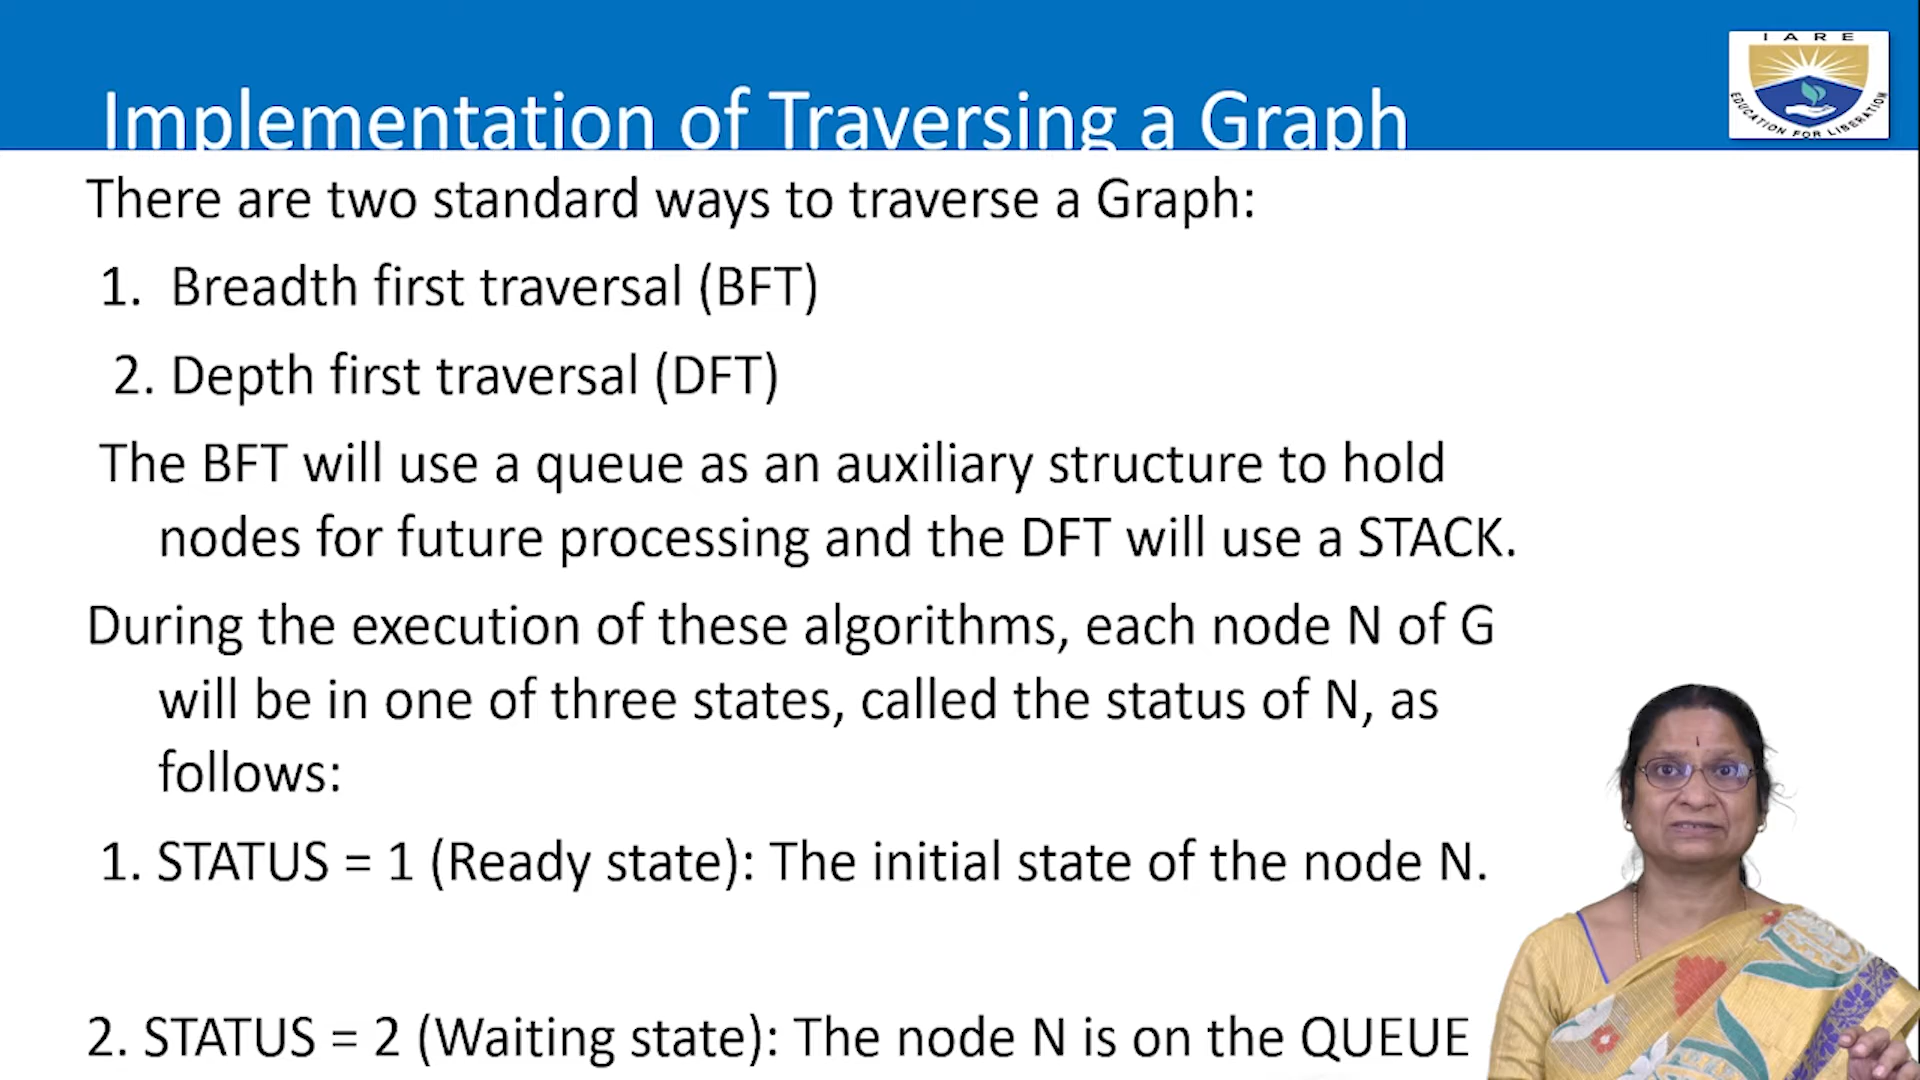 I A R E
EDUCATION FOR LIBERATION
Implementation of Traversing a Graph
There are two standard ways to traverse a Graph:
1. Breadth first traversal (BFT)
2. Depth first traversal (DFT)
The BFT will use a queue as an auxiliary structure to hold
nodes for future processing and the DFT will use a STACK.
During the execution of these algorithms, each node N of G
will be in one of three states, called the status of N, as
follows:
1. STATUS = 1 (Ready state): The initial state of the node N.
2. STATUS = 2 (Waiting state): The node N is on the QUEUE